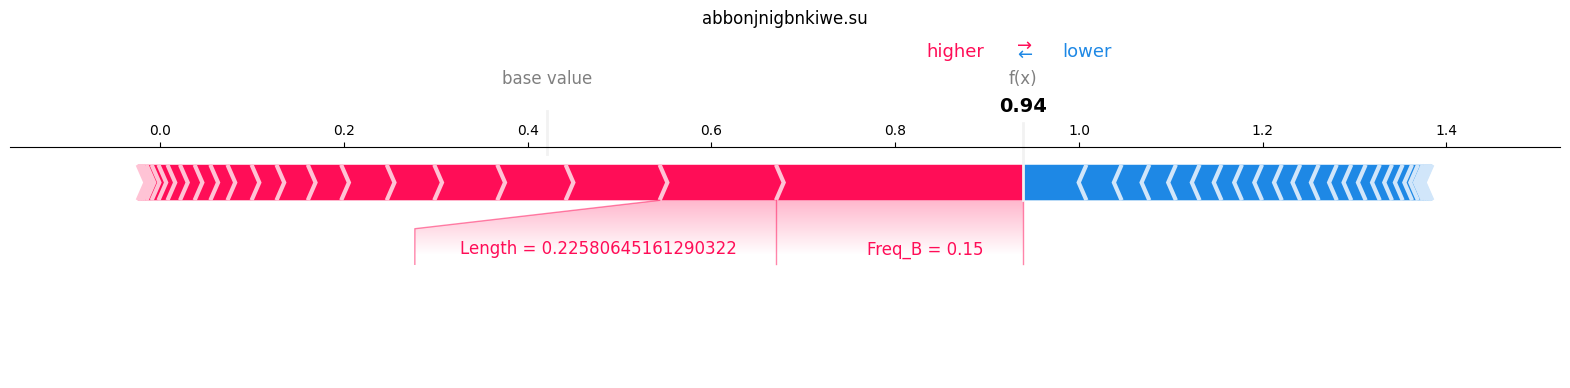 abbonjnigbnkiwe.su
higher → ← lower
base value f(x)
0.94
0.0 0.2 0.4 0.6 0.8 1.0 1.2 1.4
Length = 0.22580645161290322 Freq_B = 0.15